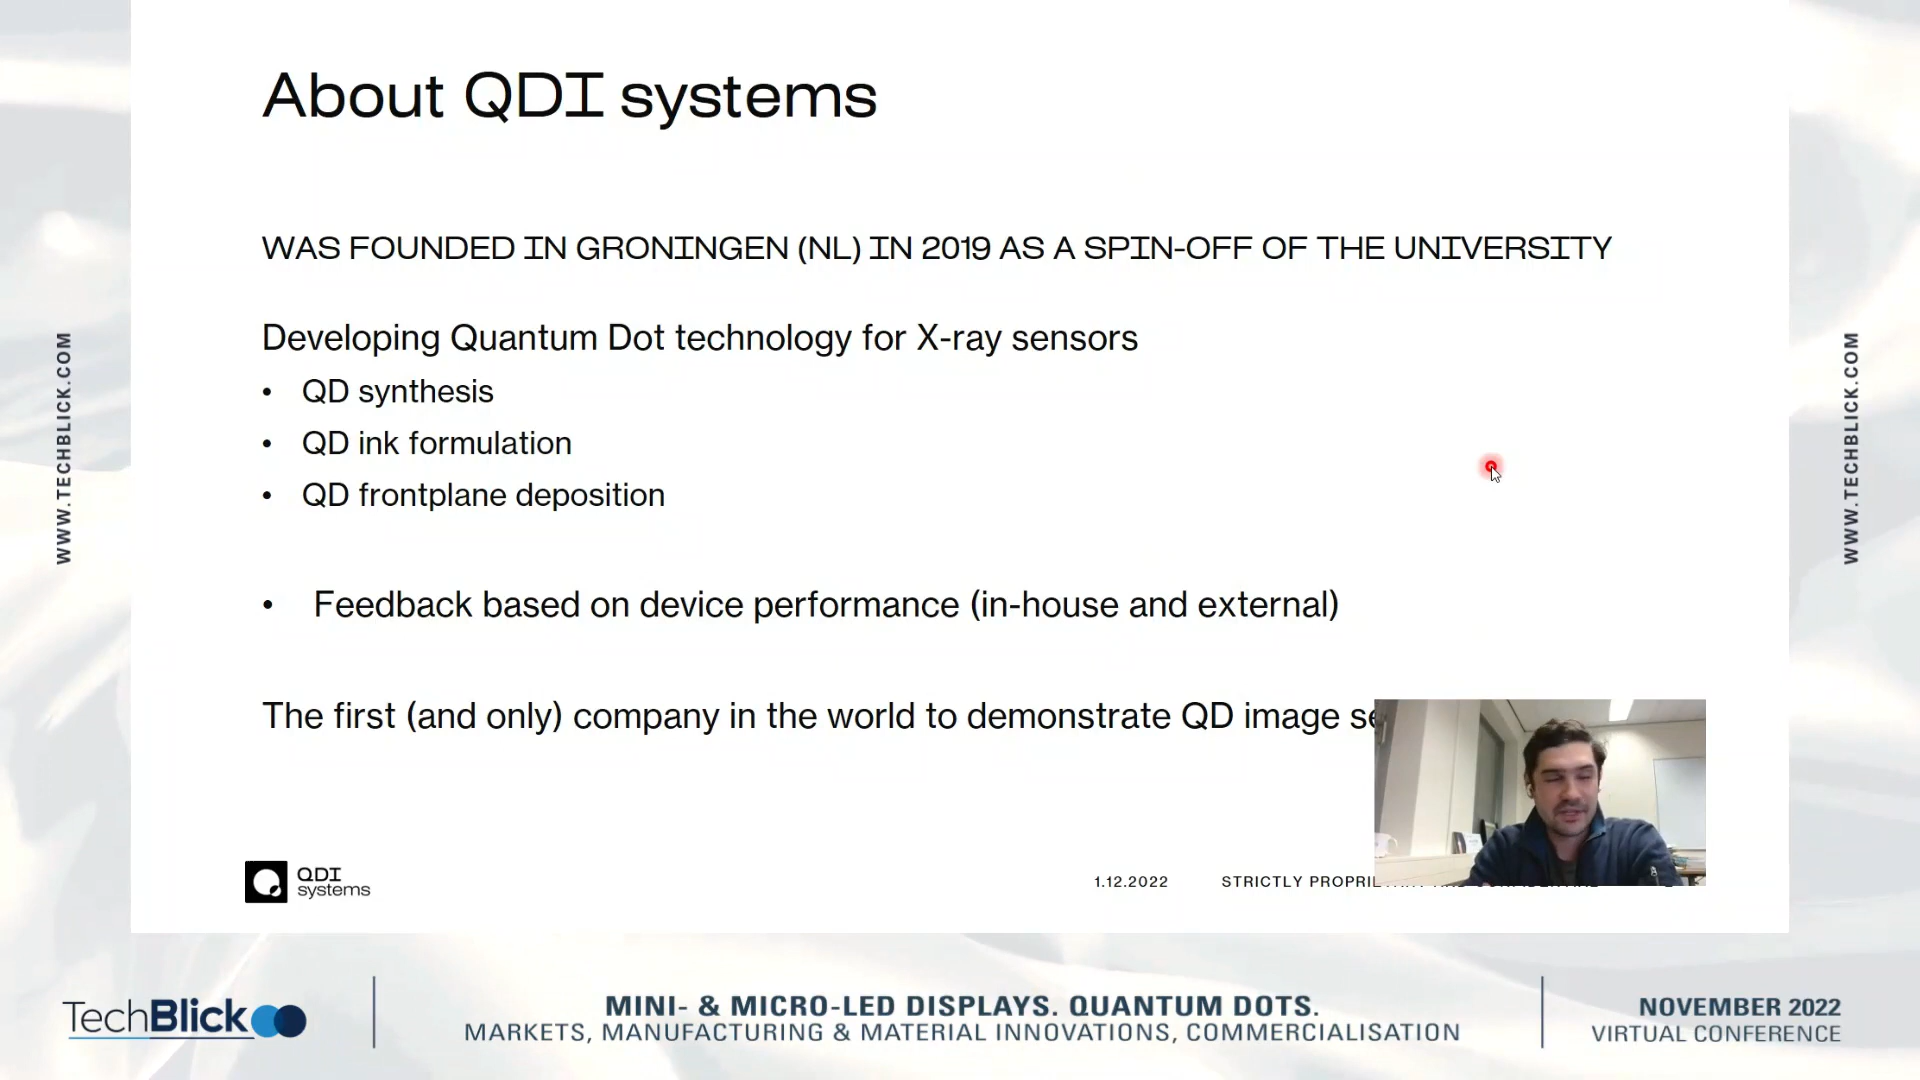 About QDI systems
WAS FOUNDED IN GRONINGEN (NL) IN 2019 AS A SPIN-OFF OF THE UNIVERSITY
Developing Quantum Dot technology for X-ray sensors
• QD synthesis
• QD ink formulation
• QD frontplane deposition
• Feedback based on device performance (in-house and external)
The first (and only) company in the world to demonstrate QD image
QDI
systems
1.12.2022 STRICTLY
WWW.TECHBLICK.COM
WWW.TECHBLICK.COM
TechBlick
MINI- & MICRO-LED DISPLAYS. QUANTUM DOTS.
MARKETS, MANUFACTURING & MATERIAL INNOVATIONS, COMMERCIALISATION
NOVEMBER 2022
VIRTUAL CONFERENCE